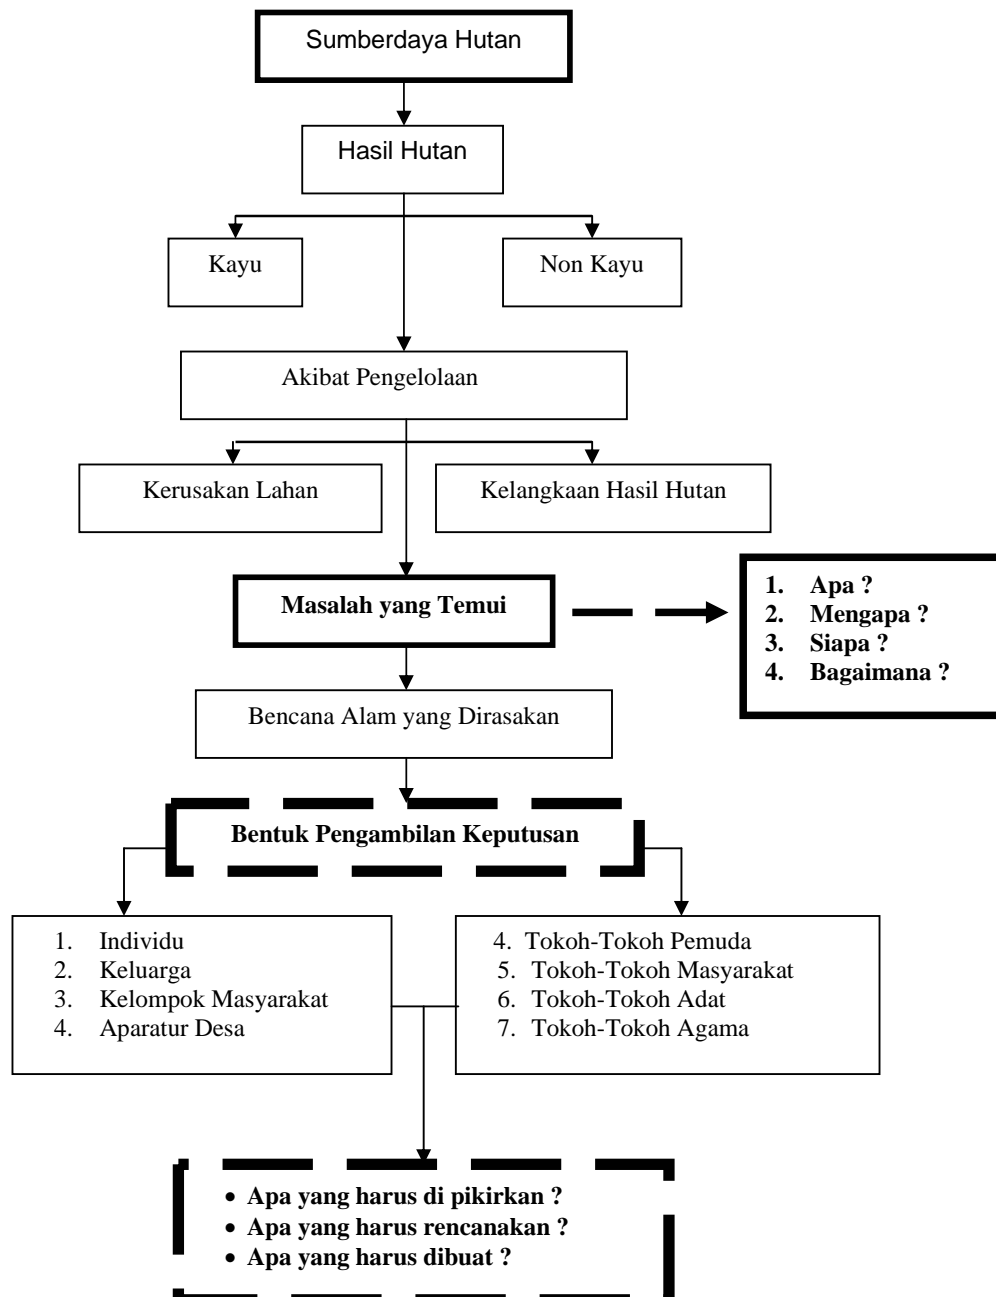 Sumberdaya Hutan
Hasil Hutan
Kayu
Non Kayu
Akibat Pengelolaan
Kerusakan Lahan
Kelangkaan Hasil Hutan
Masalah yang Temui
1. Apa ?
2. Mengapa ?
3. Siapa ?
4. Bagaimana ?
Bencana Alam yang Dirasakan
Bentuk Pengambilan Keputusan
1. Individu
2. Keluarga
3. Kelompok Masyarakat
4. Aparatur Desa
4. Tokoh-Tokoh Pemuda
5. Tokoh-Tokoh Masyarakat
6. Tokoh-Tokoh Adat
7. Tokoh-Tokoh Agama
• Apa yang harus di pikirkan ?
• Apa yang harus rencanakan ?
• Apa yang harus dibuat ?